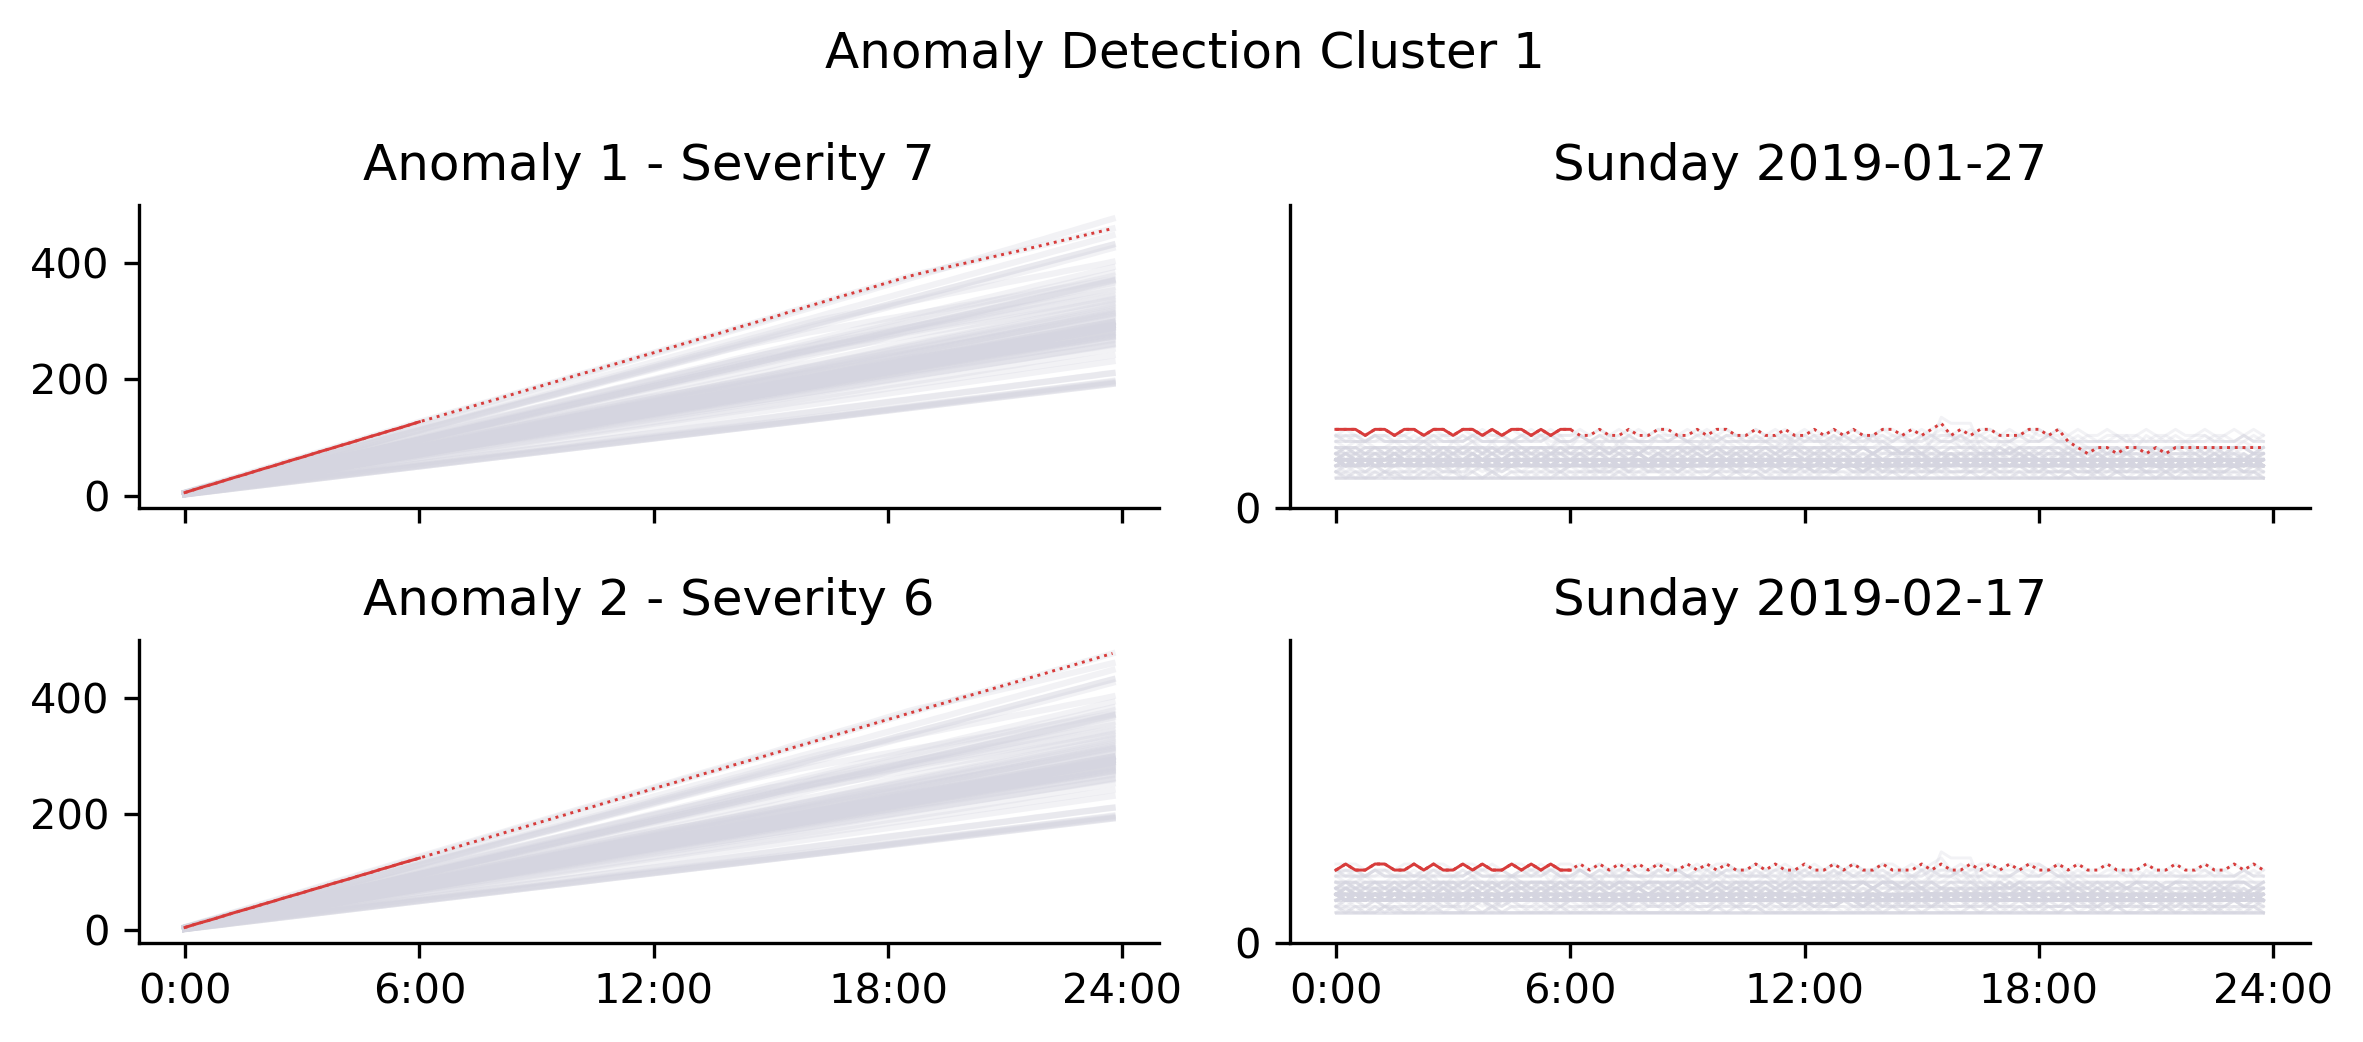 Anomaly Detection Cluster 1
Anomaly 1 - Severity 7
Sunday 2019-01-27
400
200
0
0
Anomaly 2 - Severity 6
Sunday 2019-02-17
400
200
0
0
0:00 6:00 12:00 18:00 24:00
0:00 6:00 12:00 18:00 24:00